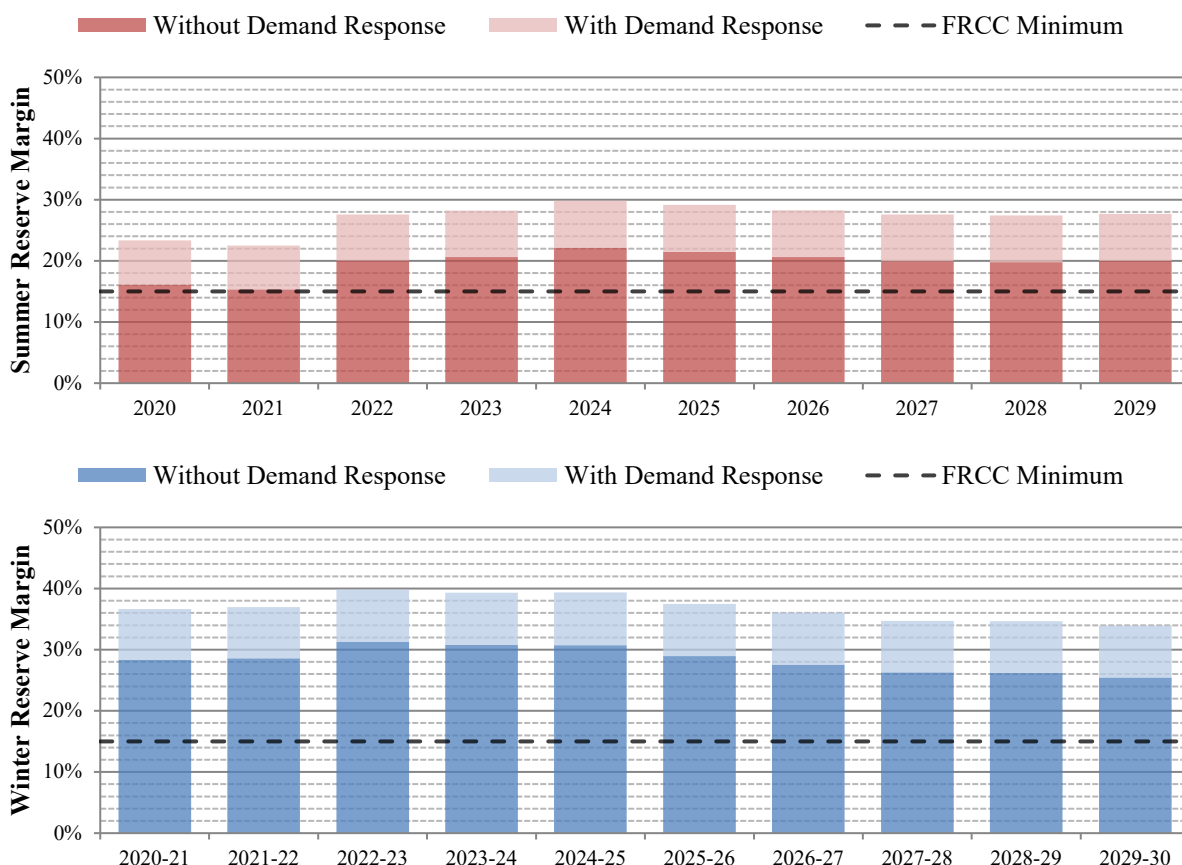 Without Demand Response With Demand Response FRCC Minimum
Summer Reserve Margin
50%
40%
30%
20%
10%
0%
2020 2021 2022 2023 2024 2025 2026 2027 2028 2029
Without Demand Response With Demand Response FRCC Minimum
Winter Reserve Margin
50%
40%
30%
20%
10%
0%
2020-21 2021-22 2022-23 2023-24 2024-25 2025-26 2026-27 2027-28 2028-29 2029-30